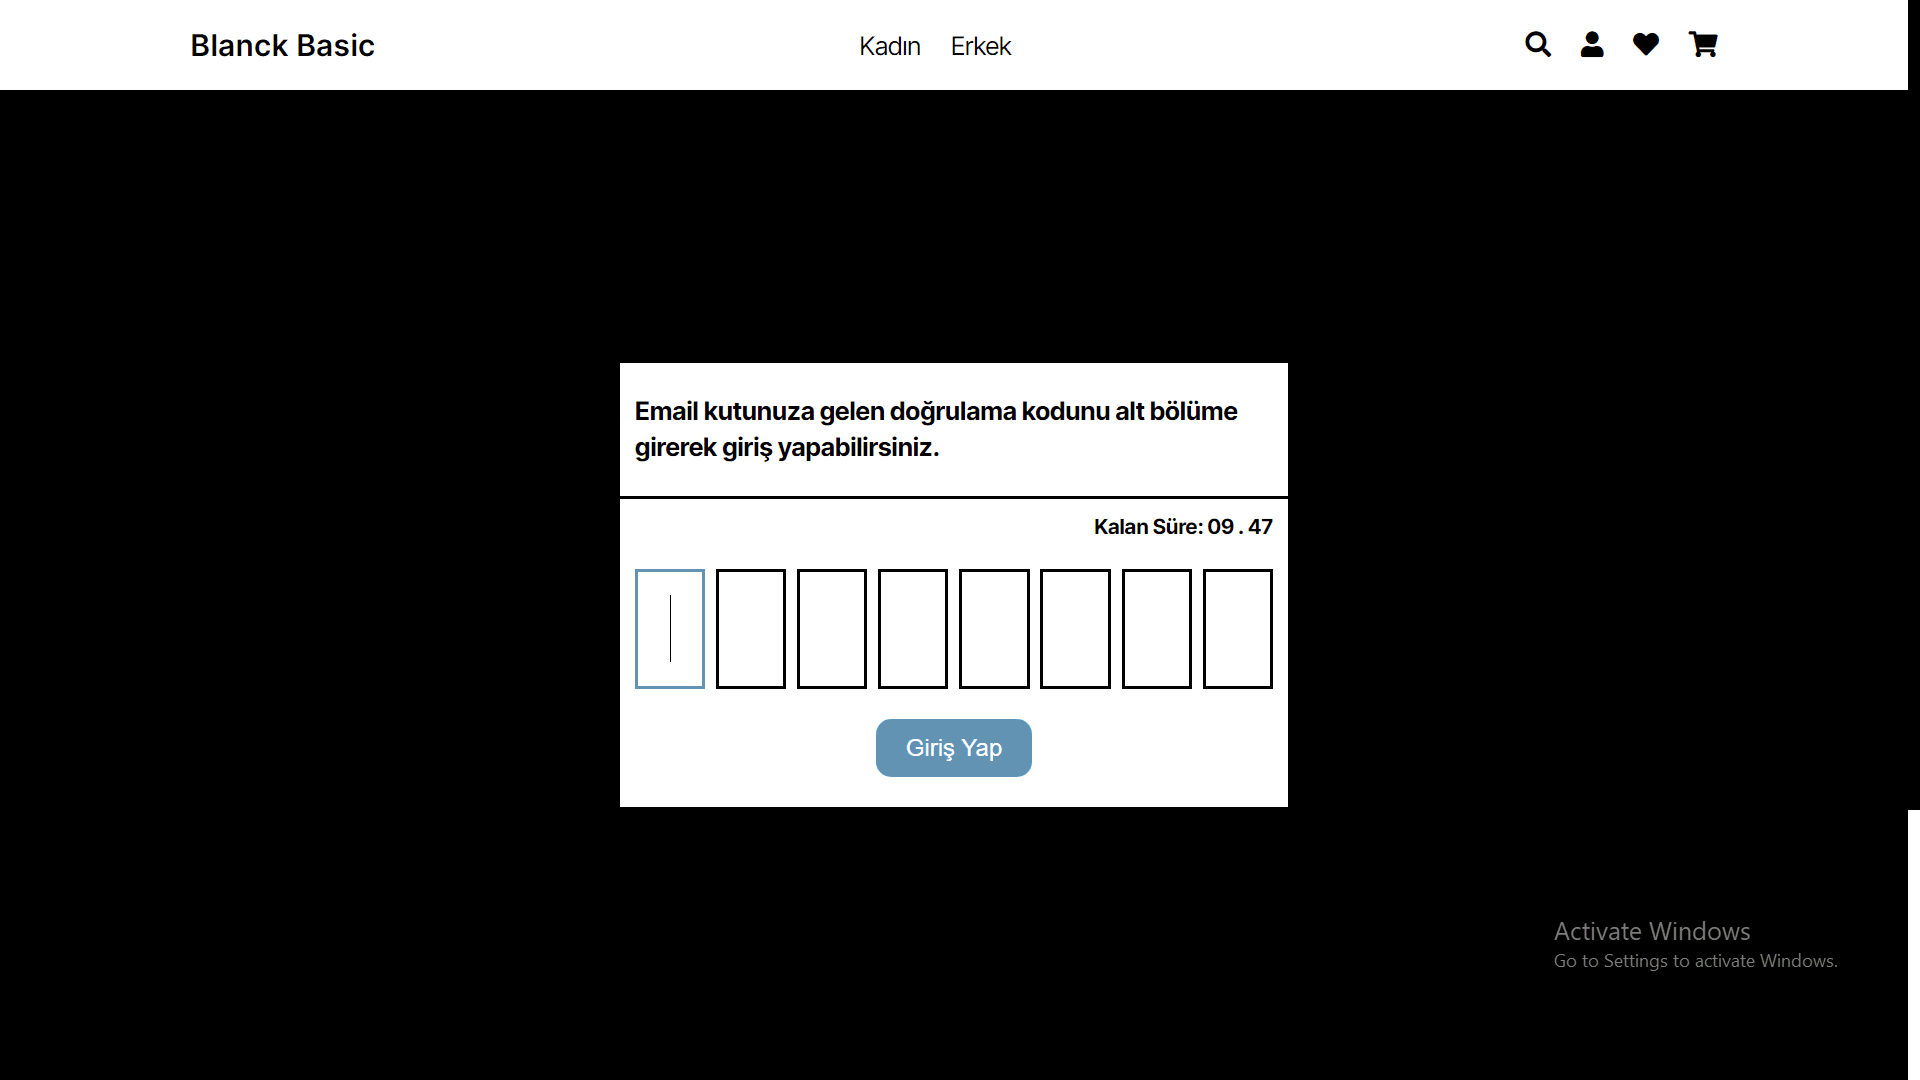 Blanck Basic
Kadın Erkek
Email kutunuza gelen doğrulama kodunu alt bölüme
girerek giriş yapabilirsiniz.
Kalan Süre: 09 . 47
Giriş Yap
Activate Windows
Go to Settings to activate Windows.